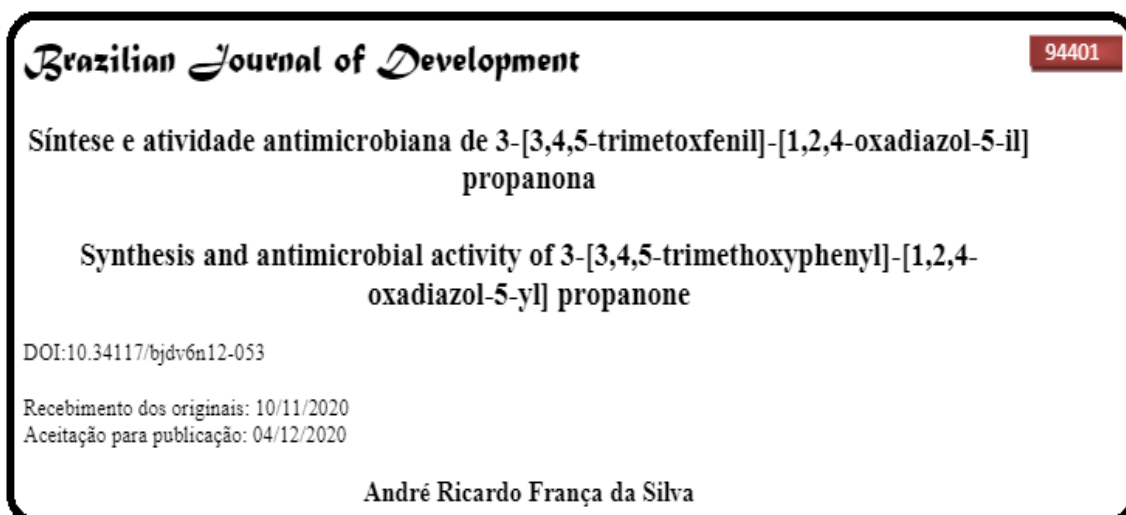 Brazilian Journal of Development
94401
Síntese e atividade antimicrobiana de 3-[3,4,5-trimetoxfenil]-[1,2,4-oxadiazol-5-il]
propanona
Synthesis and antimicrobial activity of 3-[3,4,5-trimethoxyphenyl]-[1,2,4-
oxadiazol-5-yl] propanone
DOI:10.34117/bjdv6n12-053
Recebimento dos originais: 10/11/2020
Aceitação para publicação: 04/12/2020
André Ricardo França da Silva